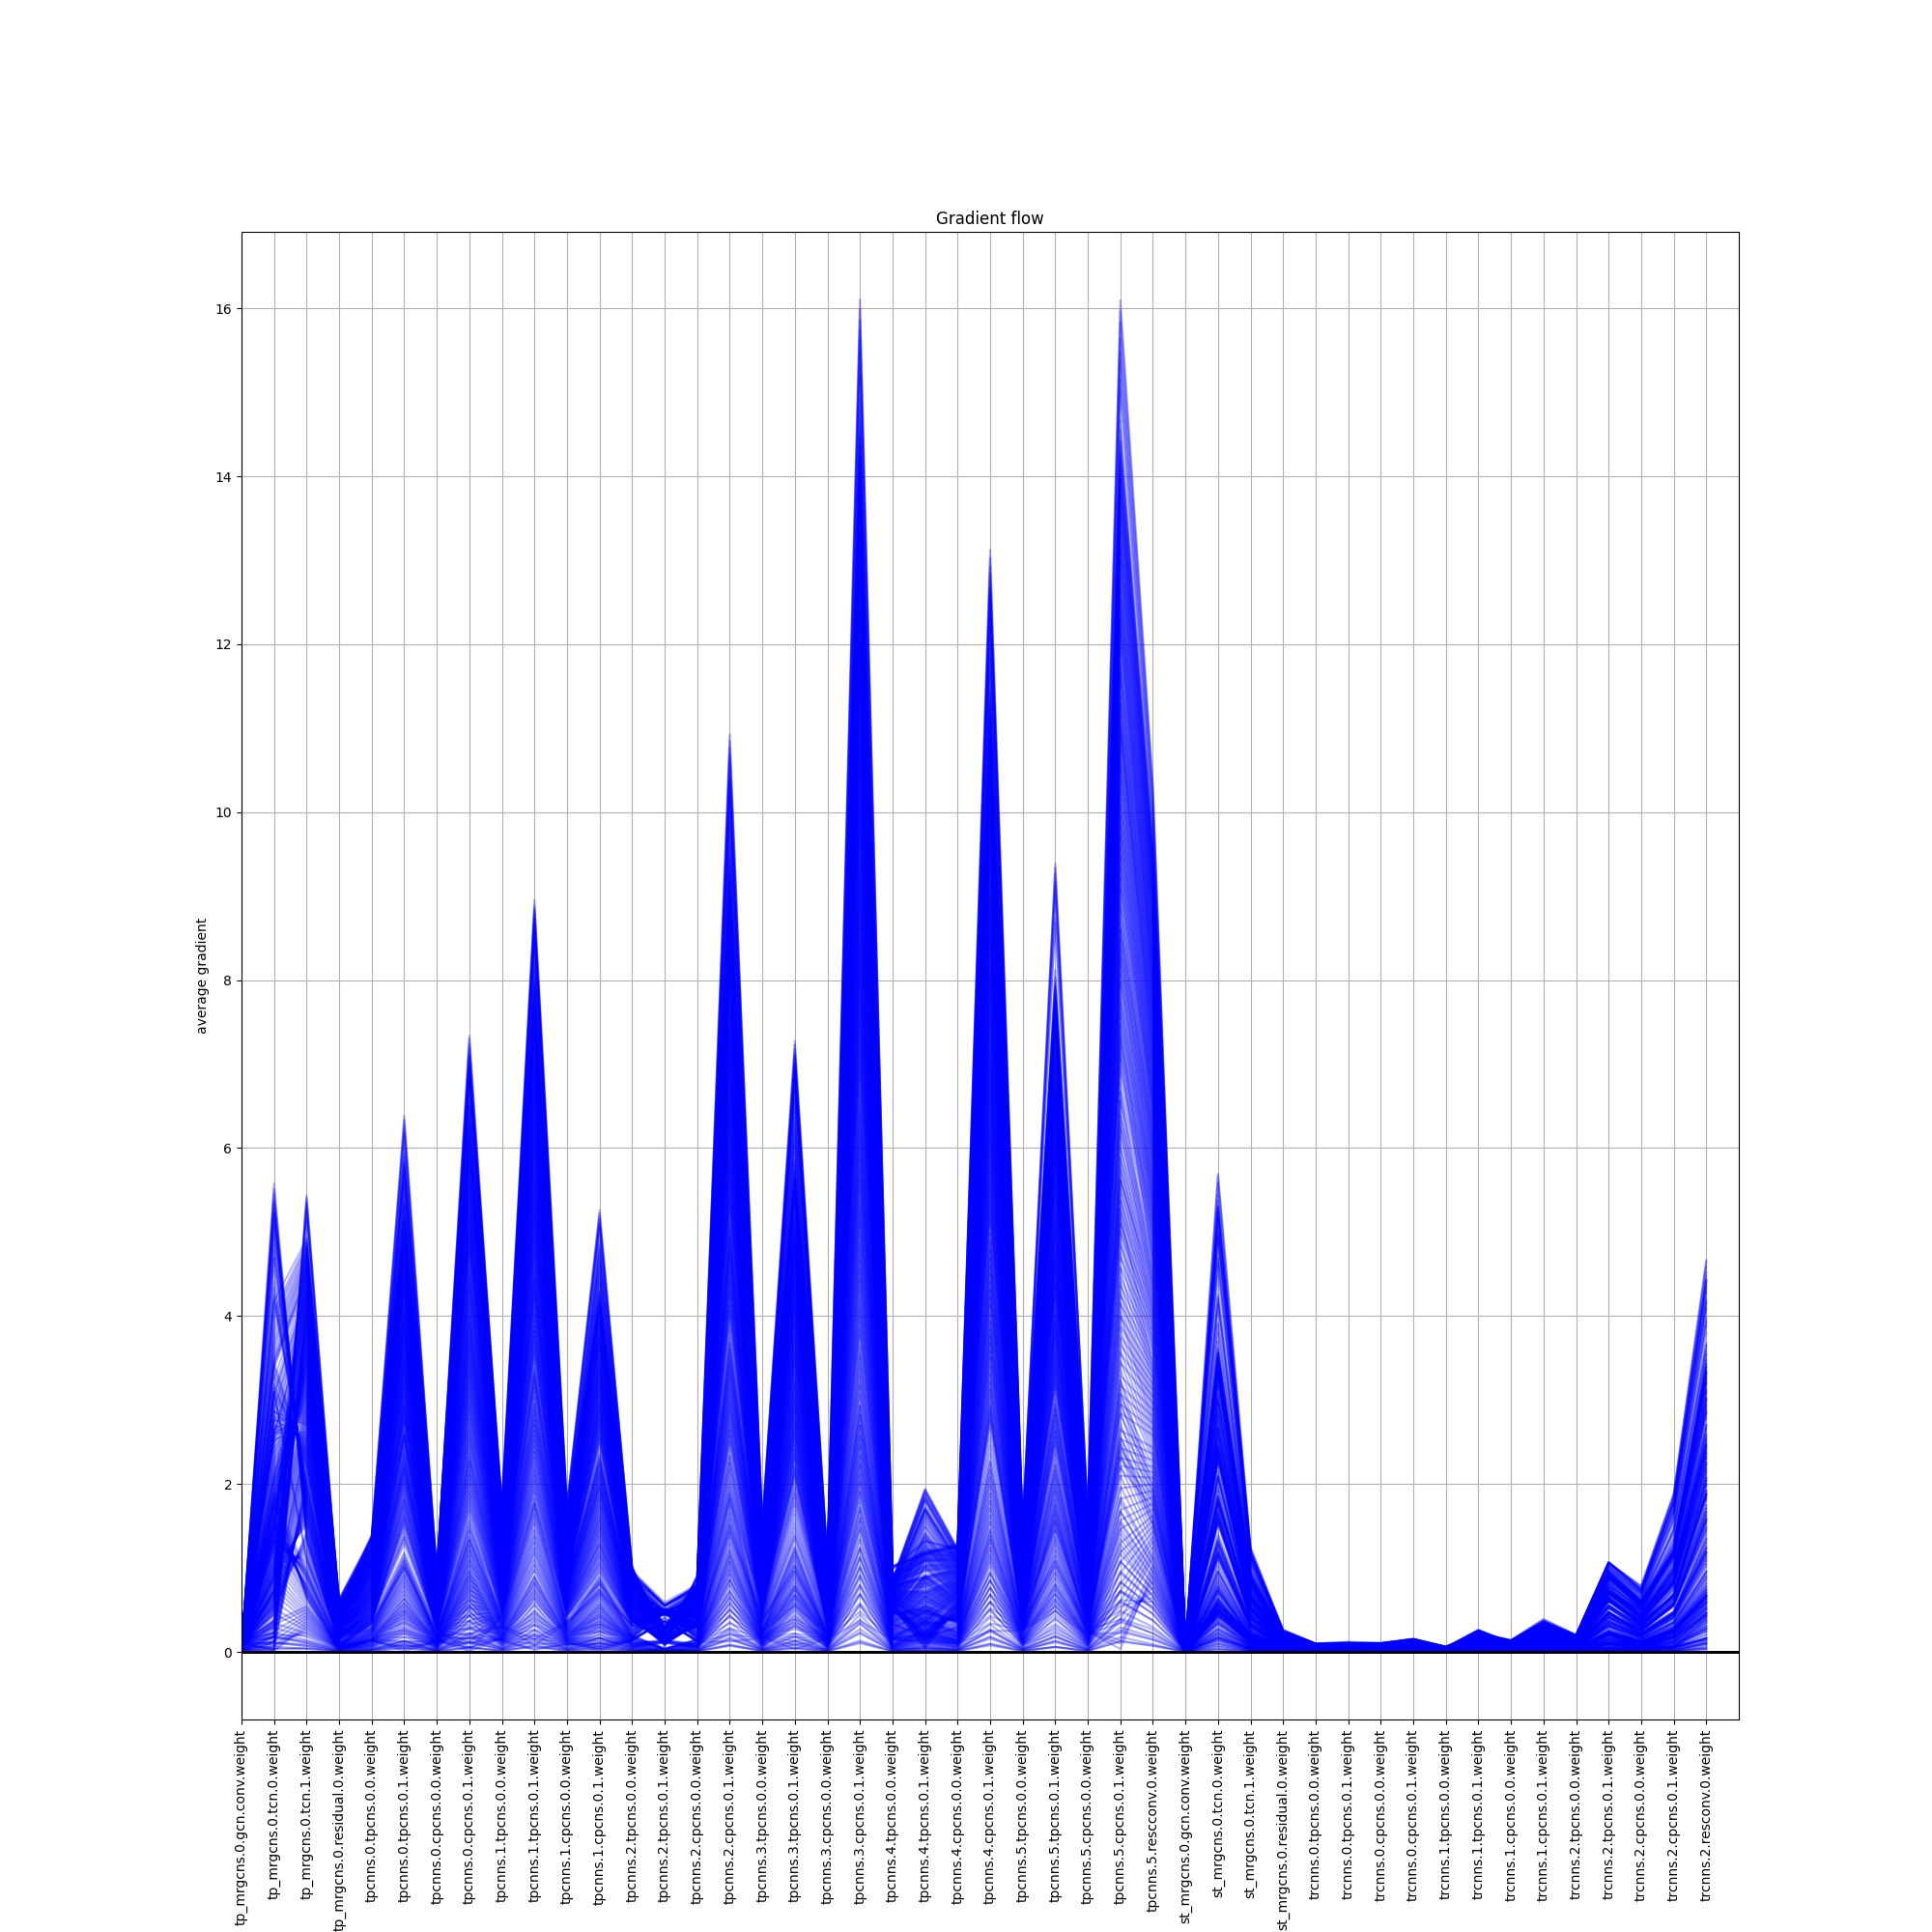 Gradient flow
16
14
12
10
8
6
4
2
0
average gradient
tp_mrgcns.0.gcn.conv.weight
tp_mrgcns.0.tcn.0.weight
tp_mrgcns.0.tcn.1.weight
tp_mrgcns.0.residual.0.weight
tpcnns.0.tpcns.0.0.weight
tpcnns.0.tpcns.0.1.weight
tpcnns.0.cpcns.0.0.weight
tpcnns.0.cpcns.0.1.weight
tpcnns.1.tpcns.0.0.weight
tpcnns.1.tpcns.0.1.weight
tpcnns.1.cpcns.0.0.weight
tpcnns.1.cpcns.0.1.weight
tpcnns.2.tpcns.0.0.weight
tpcnns.2.tpcns.0.1.weight
tpcnns.2.cpcns.0.0.weight
tpcnns.2.cpcns.0.1.weight
tpcnns.3.tpcns.0.0.weight
tpcnns.3.tpcns.0.1.weight
tpcnns.3.cpcns.0.0.weight
tpcnns.3.cpcns.0.1.weight
tpcnns.4.tpcns.0.0.weight
tpcnns.4.tpcns.0.1.weight
tpcnns.4.cpcns.0.0.weight
tpcnns.4.cpcns.0.1.weight
tpcnns.5.tpcns.0.0.weight
tpcnns.5.tpcns.0.1.weight
tpcnns.5.cpcns.0.0.weight
tpcnns.5.cpcns.0.1.weight
tpcnns.5.rescconv.0.weight
st_mrgcns.0.gcn.conv.weight
st_mrgcns.0.tcn.0.weight
st_mrgcns.0.tcn.1.weight
st_mrgcns.0.residual.0.weight
trcnns.0.tpcns.0.0.weight
trcnns.0.tpcns.0.1.weight
trcnns.0.cpcns.0.0.weight
trcnns.0.cpcns.0.1.weight
trcnns.1.tpcns.0.0.weight
trcnns.1.tpcns.0.1.weight
trcnns.1.cpcns.0.0.weight
trcnns.1.cpcns.0.1.weight
trcnns.2.tpcns.0.0.weight
trcnns.2.tpcns.0.1.weight
trcnns.2.cpcns.0.0.weight
trcnns.2.cpcns.0.1.weight
trcnns.2.resconv.0.weight